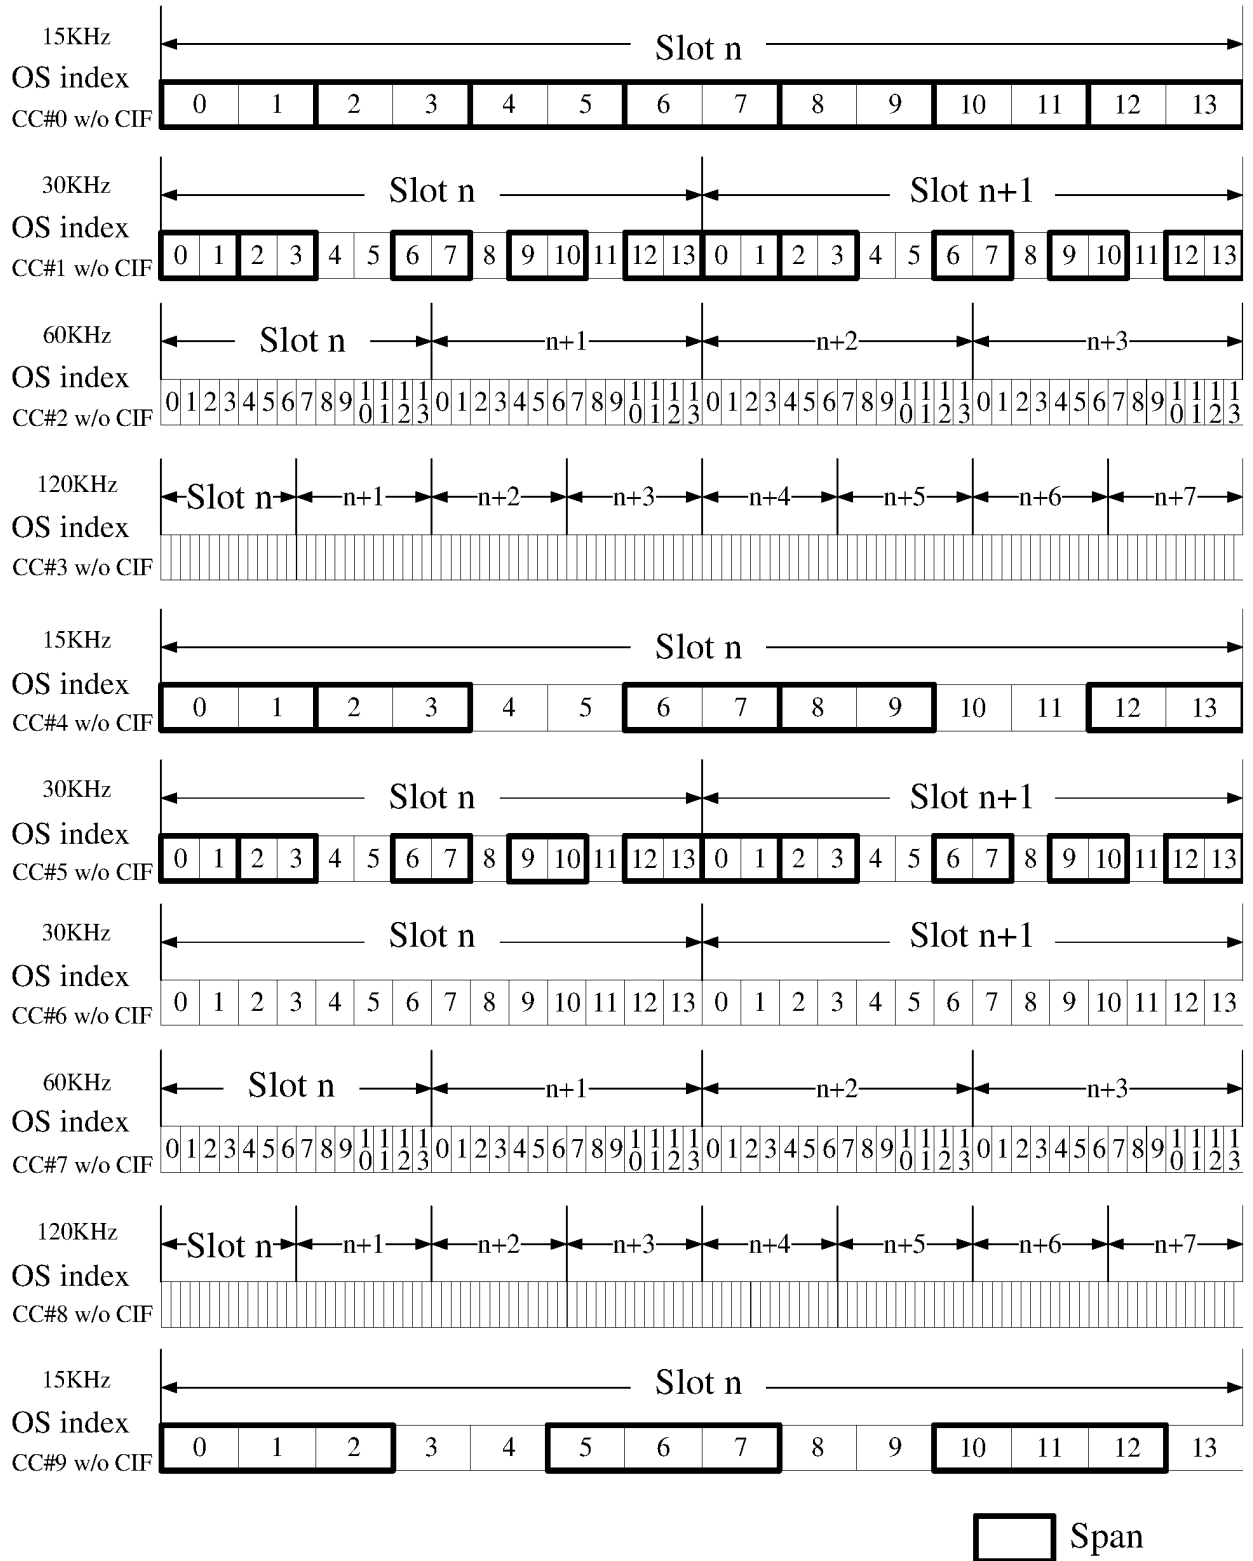 15KHz
Slot n
OS index
CC#0 w/o CIF
0 1 2 3 4 5 6 7 8 9 10 11 12 13
30KHz
Slot n Slot n+1
OS index
CC#1 w/o CIF
0 1 2 3 4 5 6 7 8 9 10 11 12 13 0 1 2 3 4 5 6 7 8 9 10 11 12 13
60KHz
Slot n n+1 n+2 n+3
OS index
CC#2 w/o CIF
0 1 2 3 4 5 6 7 8 9 10 11 12 13 0 1 2 3 4 5 6 7 8 9 10 11 12 13 0 1 2 3 4 5 6 7 8 9 10 11 12 13 0 1 2 3 4 5 6 7 8 9 10 11 12 13
120KHz
Slot n n+1 n+2 n+3 n+4 n+5 n+6 n+7
OS index
CC#3 w/o CIF
15KHz
Slot n
OS index
CC#4 w/o CIF
0 1 2 3 4 5 6 7 8 9 10 11 12 13
30KHz
Slot n Slot n+1
OS index
CC#5 w/o CIF
0 1 2 3 4 5 6 7 8 9 10 11 12 13 0 1 2 3 4 5 6 7 8 9 10 11 12 13
30KHz
Slot n Slot n+1
OS index
CC#6 w/o CIF
0 1 2 3 4 5 6 7 8 9 10 11 12 13 0 1 2 3 4 5 6 7 8 9 10 11 12 13
60KHz
Slot n n+1 n+2 n+3
OS index
CC#7 w/o CIF
0 1 2 3 4 5 6 7 8 9 10 11 12 13 0 1 2 3 4 5 6 7 8 9 10 11 12 13 0 1 2 3 4 5 6 7 8 9 10 11 12 13 0 1 2 3 4 5 6 7 8 9 10 11 12 13
120KHz
Slot n n+1 n+2 n+3 n+4 n+5 n+6 n+7
OS index
CC#8 w/o CIF
15KHz
Slot n
OS index
CC#9 w/o CIF
0 1 2 3 4 5 6 7 8 9 10 11 12 13
Span